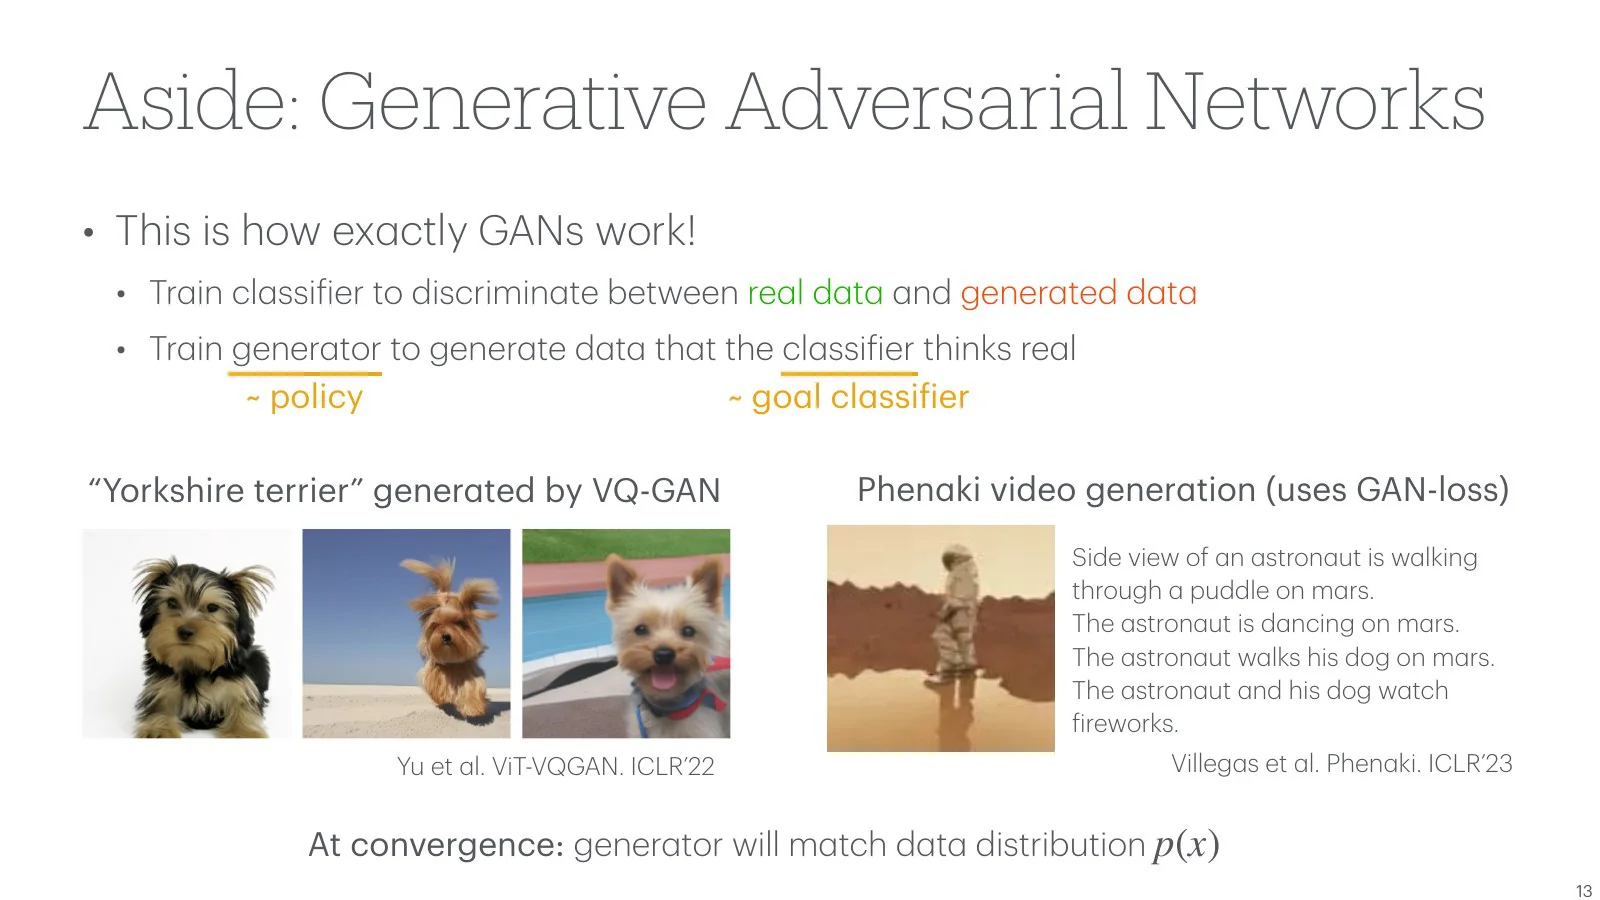 Aside: Generative Adversarial Networks
• This is how exactly GANs work!
• Train classifier to discriminate between real data and generated data
• Train generator to generate data that the classifier thinks real
~ policy
~ goal classifier
“Yorkshire terrier” generated by VQ-GAN
Yu et al. ViT-VQGAN. ICLR’22
Phenaki video generation (uses GAN-loss)
Side view of an astronaut is walking
through a puddle on mars.
The astronaut is dancing on mars.
The astronaut walks his dog on mars.
The astronaut and his dog watch
fireworks.
Villegas et al. Phenaki. ICLR’23
At convergence: generator will match data distribution p(x)
13